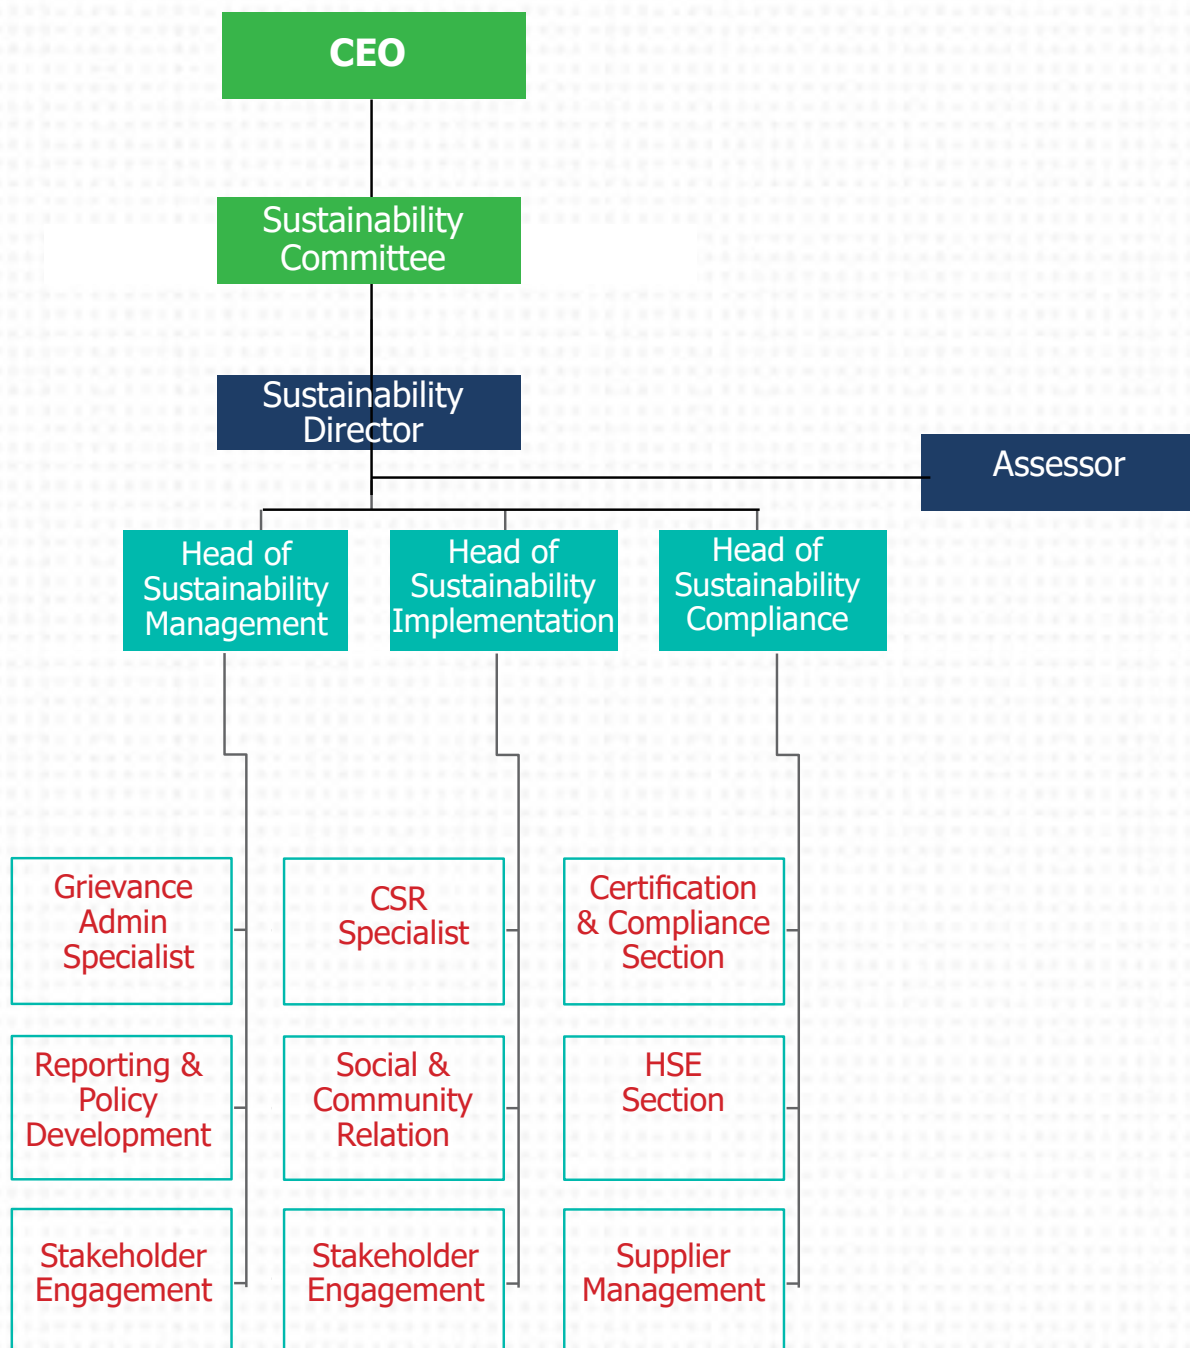 CEO
Sustainability
Committee
Sustainability
Director
Assessor
Head of
Sustainability
Management
Head of
Sustainability
Implementation
Head of
Sustainability
Compliance
Grievance
Admin
Specialist
CSR
Specialist
Certification
& Compliance
Section
Reporting &
Policy
Development
Social &
Community
Relation
HSE
Section
Stakeholder
Engagement
Stakeholder
Engagement
Supplier
Management